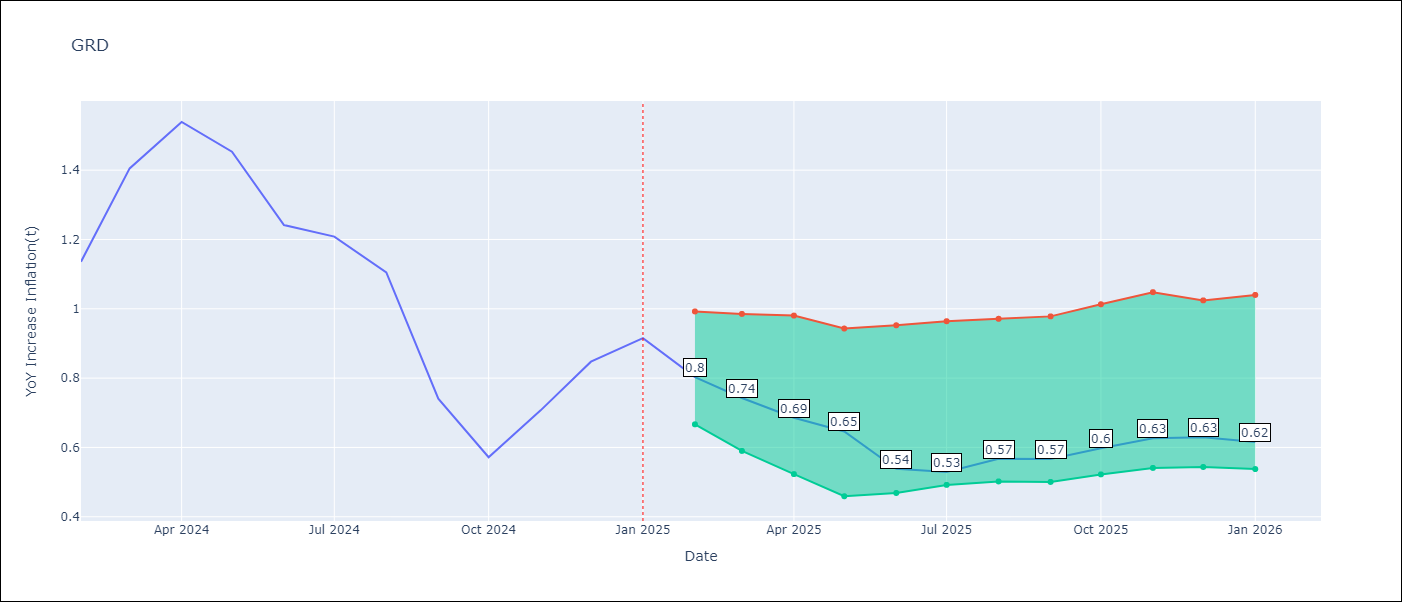 GRD
YoY Increase Inflation(t)
1.4
1.2
1
0.8
0.6
0.4
0.8
0.74
0.69
0.65
0.54
0.53
0.57
0.57
0.6
0.63
0.63
0.62
Apr 2024
Jul 2024
Oct 2024
Jan 2025
Apr 2025
Jul 2025
Oct 2025
Jan 2026
Date